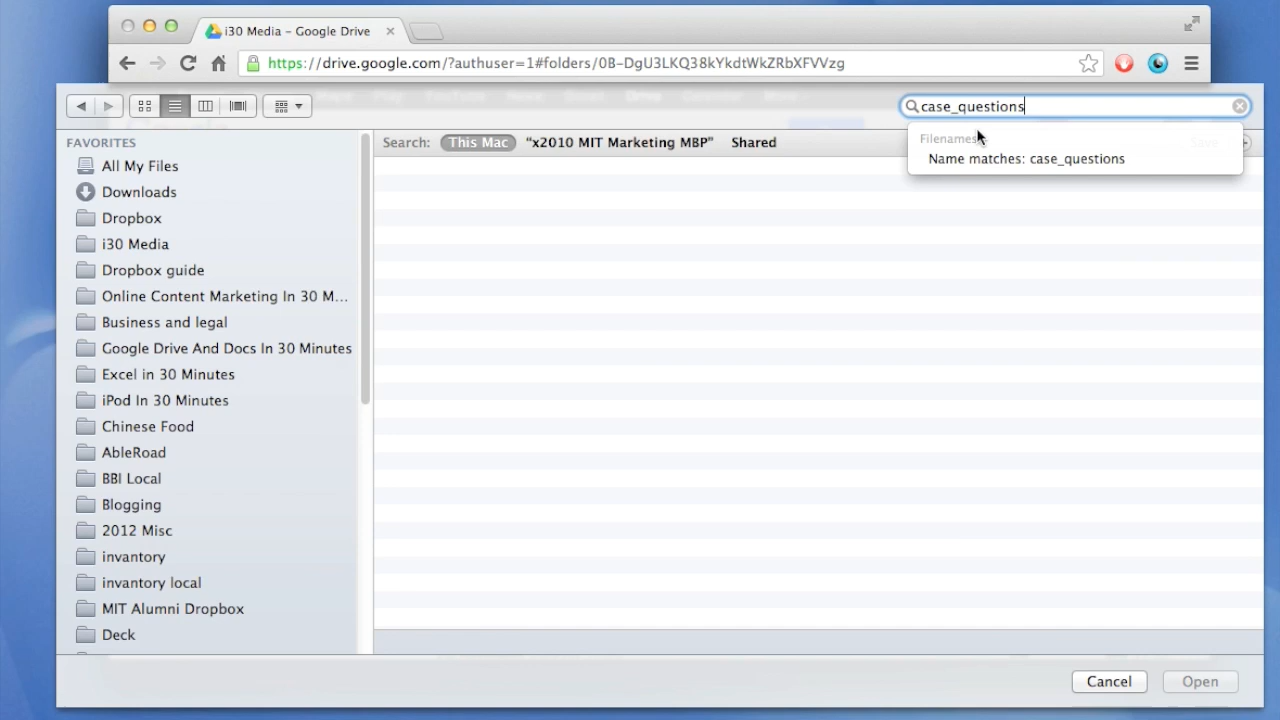 i30 Media – Google Drive
https://drive.google.com/?authuser=1#folders/0B-DgU3LKQ38kYkdtWkZRbXFVVzg
case_questions
Filenames
Name matches: case_questions
Search: This Mac "x2010 MIT Marketing MBP" Shared Save
FAVORITES
All My Files
Downloads
Dropbox
i30 Media
Dropbox guide
Online Content Marketing In 30 M...
Business and legal
Google Drive And Docs In 30 Minutes
Excel in 30 Minutes
iPod In 30 Minutes
Chinese Food
AbleRoad
BBI Local
Blogging
2012 Misc
invantory
invantory local
MIT Alumni Dropbox
Deck
Cancel Open